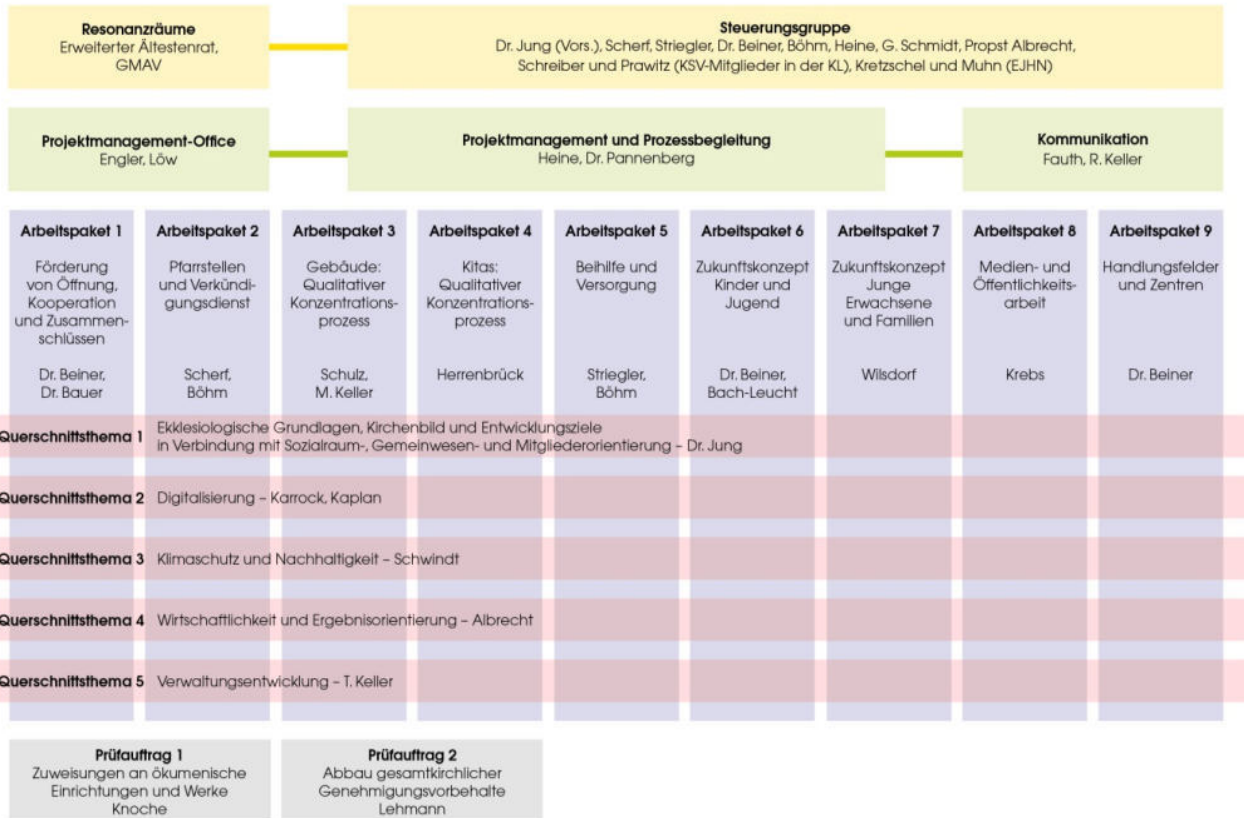 Resonanzräume
Erweiterter Ältestenrat,
GMAV
Steuerungsgruppe
Dr. Jung (Vors.), Scherf, Striegler, Dr. Beiner, Böhm, Heine, G. Schmidt, Propst Albrecht,
Schreiber und Prawitz (KSV-Mitglieder in der KL), Kretzschel und Muhn (EJHN)
Projektmanagement-Office
Engler, Löw
Projektmanagement und Prozessbegleitung
Heine, Dr. Pannenberg
Kommunikation
Fauth, R. Keller
Arbeitspaket 1
Förderung
von Öffnung,
Kooperation
und Zusammen-
schlüssen
Dr. Beiner,
Dr. Bauer
Arbeitspaket 2
Pfarrstellen
und Verkündi-
gungsdienst
Scherf,
Böhm
Arbeitspaket 3
Gebäude:
Qualitativer
Konzentrations-
prozess
Schulz,
M. Keller
Arbeitspaket 4
Kitas:
Qualitativer
Konzentrations-
prozess
Herrenbrück
Arbeitspaket 5
Beihilfe und
Versorgung
Striegler,
Böhm
Arbeitspaket 6
Zukunftskonzept
Kinder und
Jugend
Dr. Beiner,
Bach-Leucht
Arbeitspaket 7
Zukunftskonzept
Junge
Erwachsene
und Familien
Wilsdorf
Arbeitspaket 8
Medien- und
Öffentlichkeits-
arbeit
Krebs
Arbeitspaket 9
Handlungsfelder
und Zentren
Dr. Beiner
Querschnittsthema 1 Ekklesiologische Grundlagen, Kirchenbild und Entwicklungsziele
in Verbindung mit Sozialraum-, Gemeinwesen- und Mitgliederorientierung – Dr. Jung
Querschnittsthema 2 Digitalisierung – Karrock, Kaplan
Querschnittsthema 3 Klimaschutz und Nachhaltigkeit – Schwindt
Querschnittsthema 4 Wirtschaftlichkeit und Ergebnisorientierung – Albrecht
Querschnittsthema 5 Verwaltungsentwicklung – T. Keller
Prüfauftrag 1
Zuweisungen an ökumenische
Einrichtungen und Werke
Knoche
Prüfauftrag 2
Abbau gesamtkirchlicher
Genehmigungsvorbehalte
Lehmann